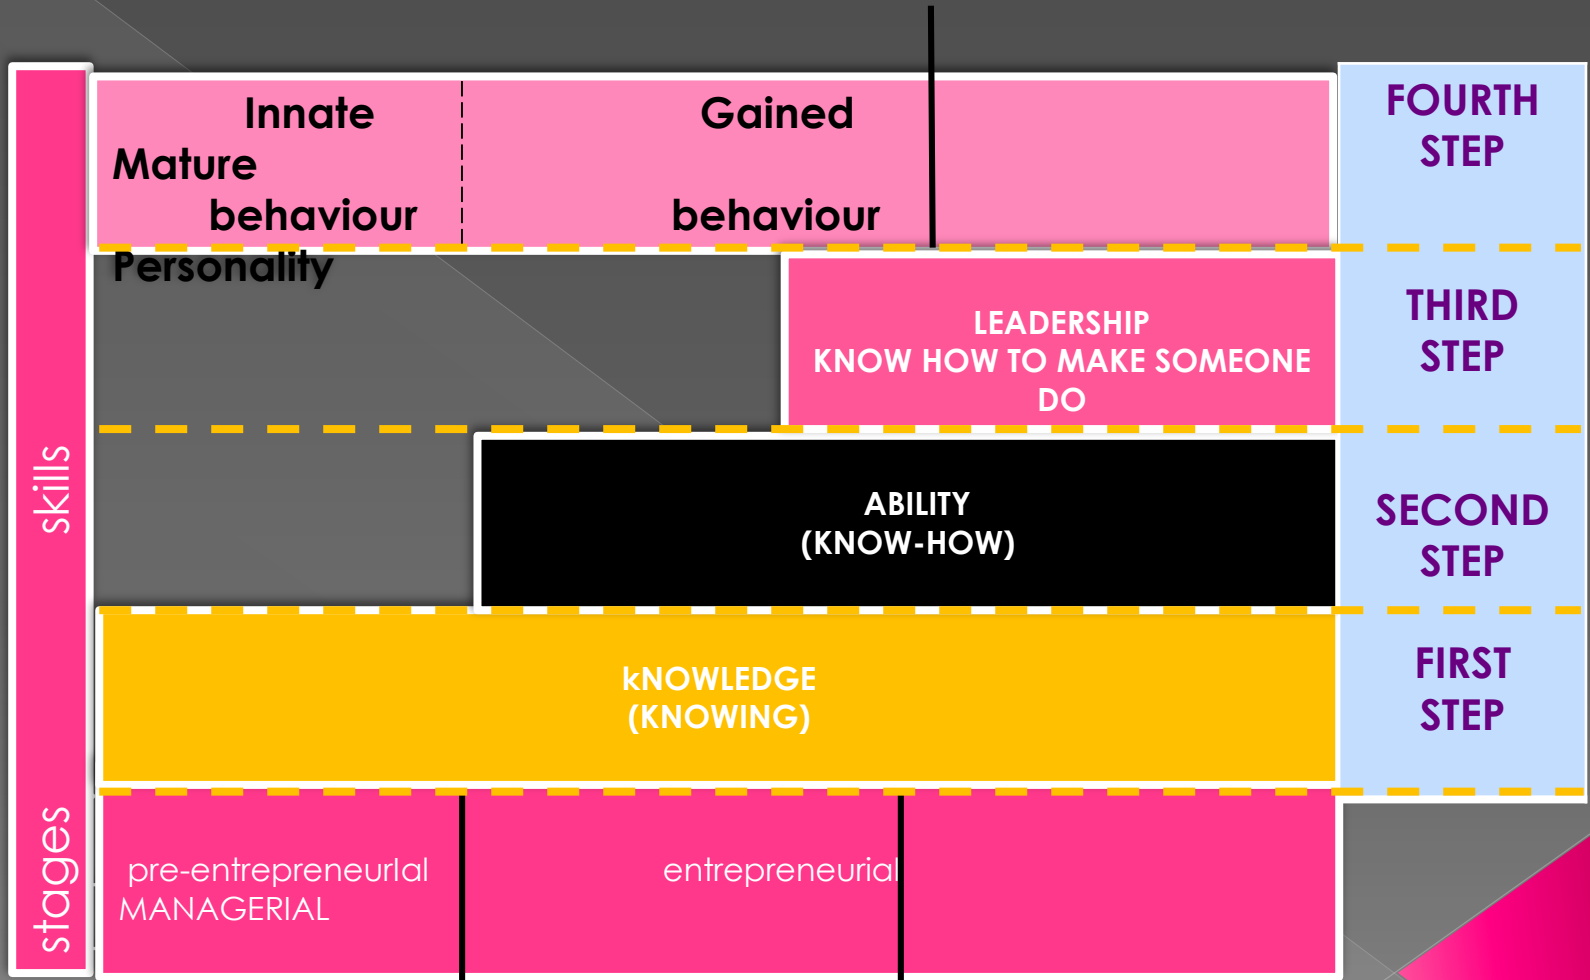 Innate Gained
Mature
behaviour behaviour
Personality
FOURTH
STEP
LEADERSHIP
KNOW HOW TO MAKE SOMEONE
DO
THIRD
STEP
skills
ABILITY
(KNOW-HOW)
SECOND
STEP
kNOWLEDGE
(KNOWING)
FIRST
STEP
stages
pre-entrepreneurIal entrepreneurial
MANAGERIAL